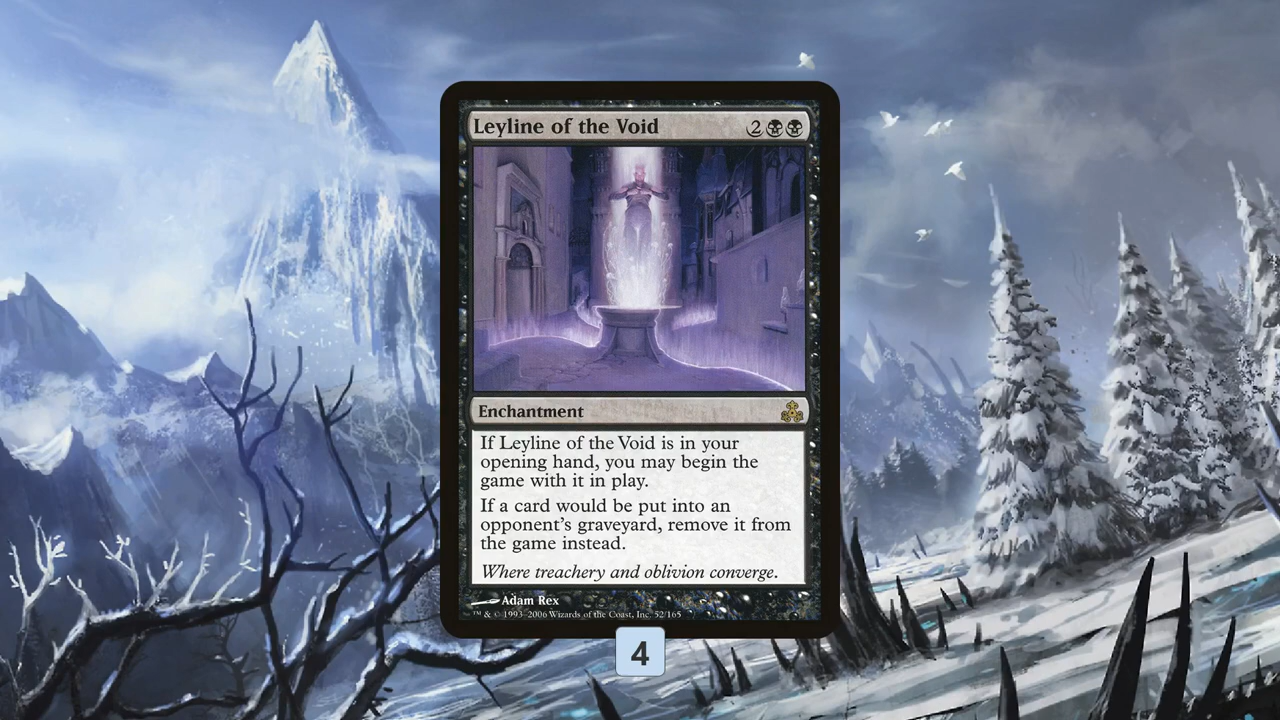 Leyline of the Void 2
Enchantment
If Leyline of the Void is in your
opening hand, you may begin the
game with it in play.
If a card would be put into an
opponent's graveyard, remove it from
the game instead.
Where treachery and oblivion converge.
Adam Rex
™ & © 1993–2006 Wizards of the Coast, Inc. 52/165
4